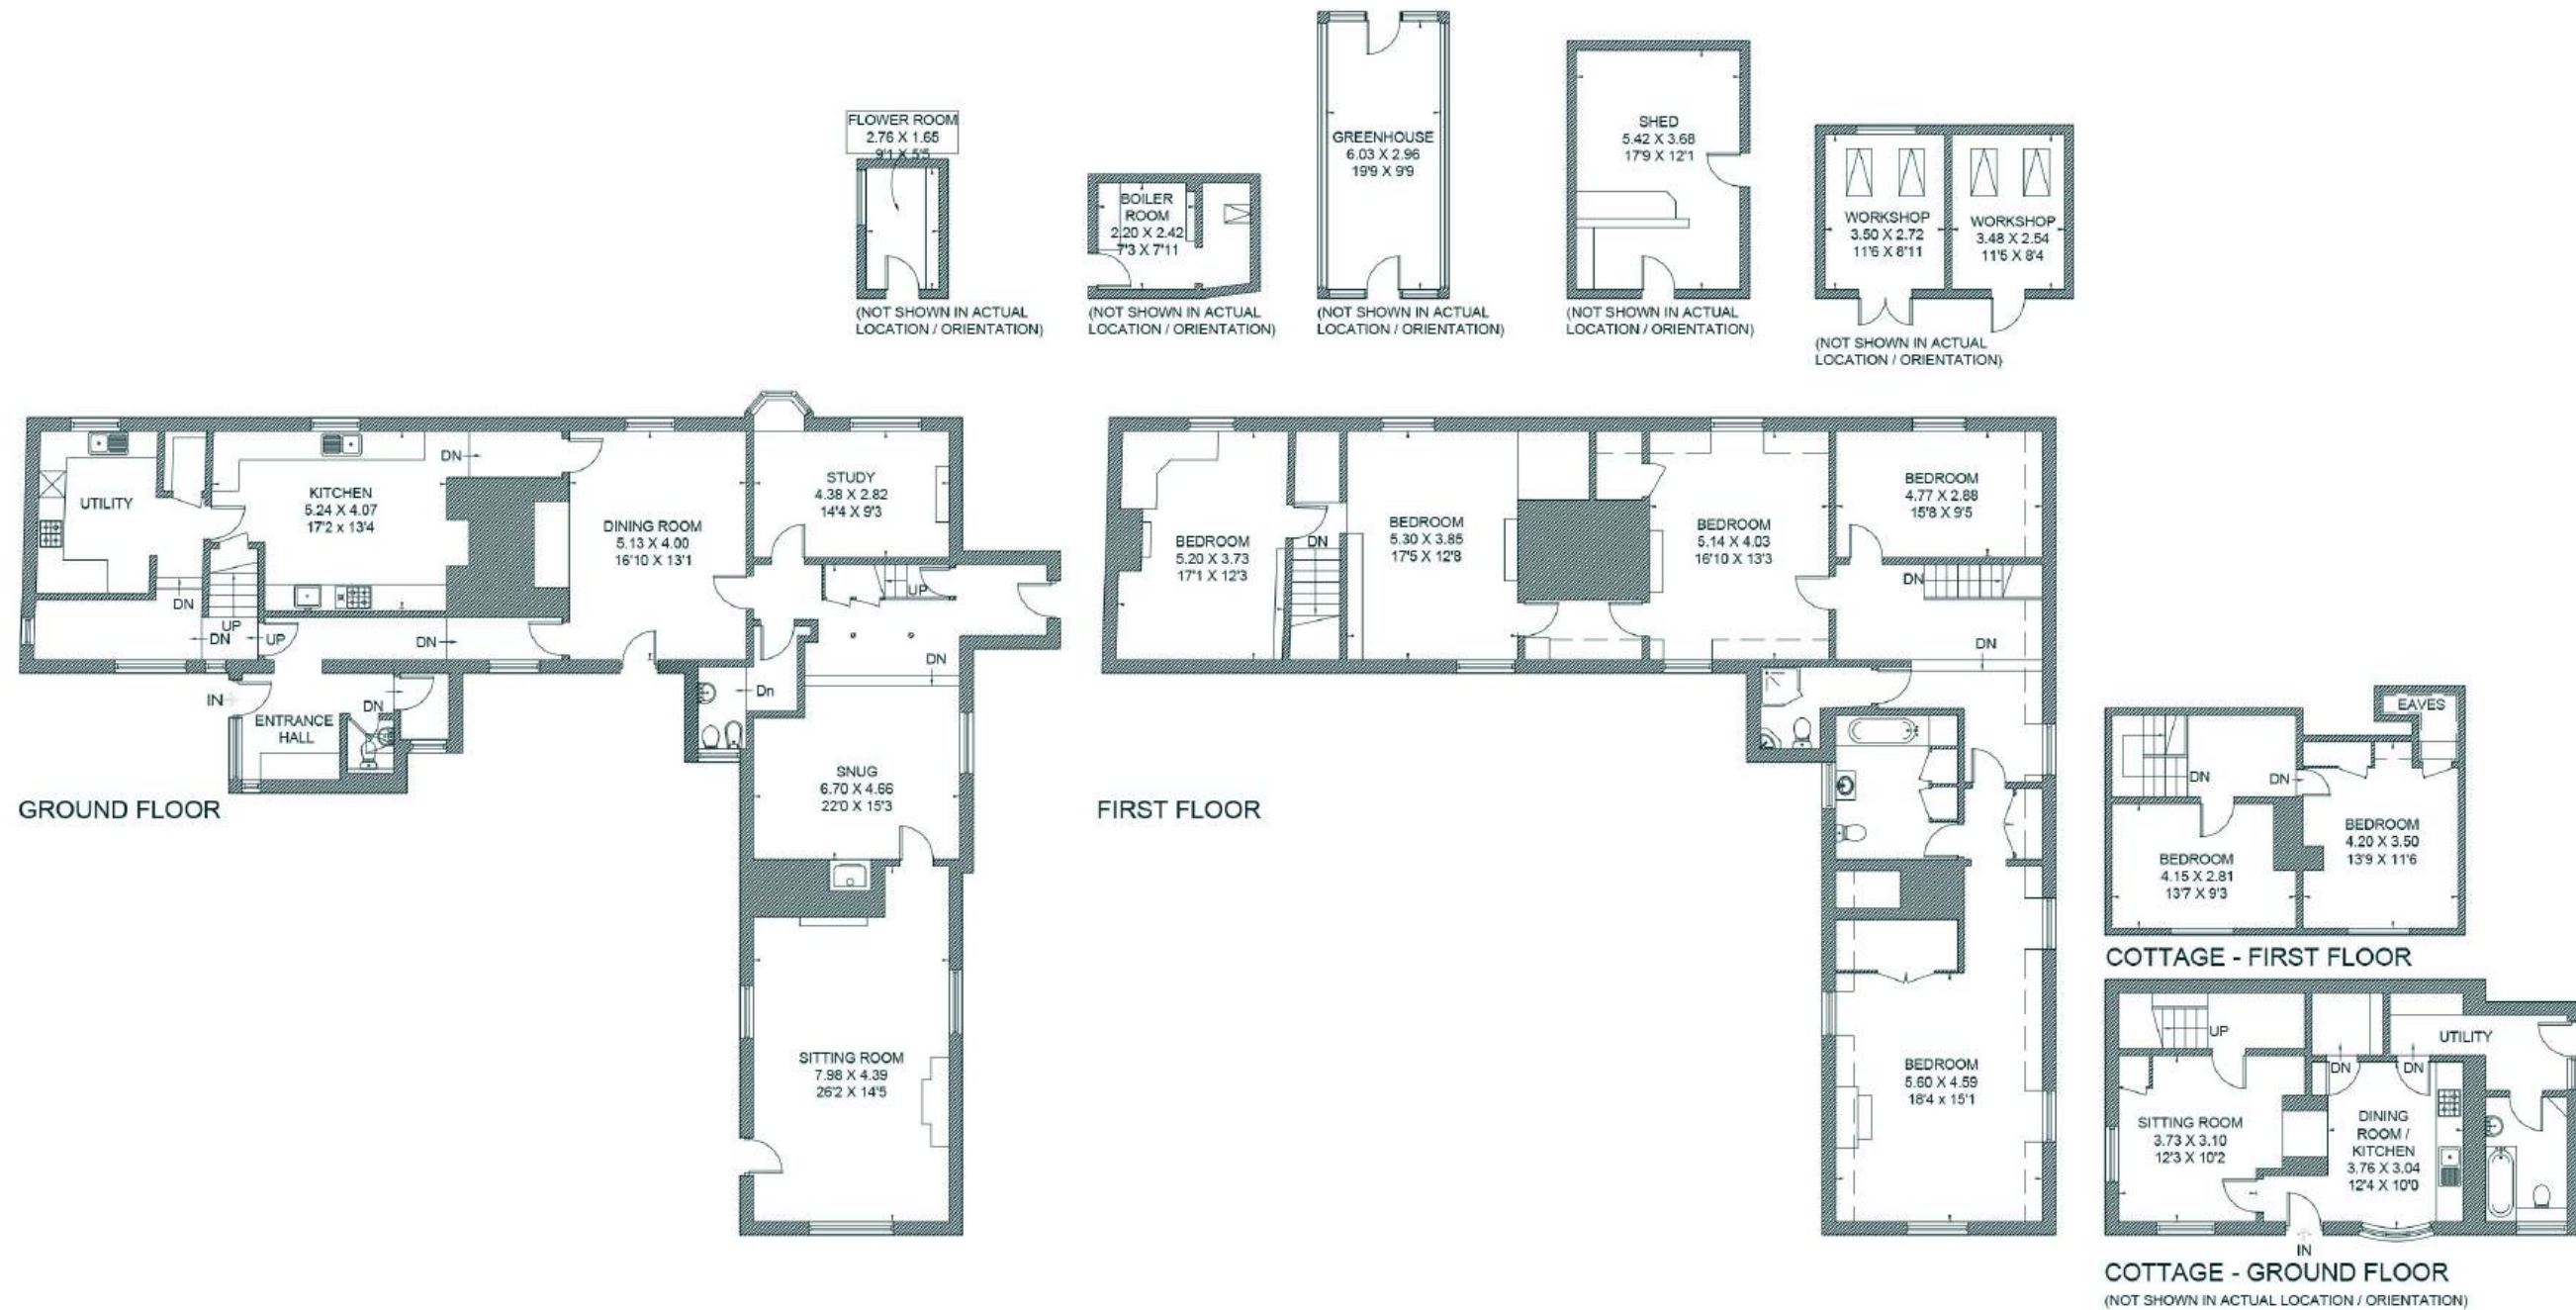 FLOWER ROOM
2.76 X 1.65
9'1 X 5'5
(NOT SHOWN IN ACTUAL
LOCATION / ORIENTATION)
BOILER
ROOM
2.20 X 2.42
7'3 X 7'11
(NOT SHOWN IN ACTUAL
LOCATION / ORIENTATION)
GREENHOUSE
6.03 X 2.96
19'9 X 9'9
(NOT SHOWN IN ACTUAL
LOCATION / ORIENTATION)
SHED
5.42 X 3.68
17'9 X 12'1
(NOT SHOWN IN ACTUAL
LOCATION / ORIENTATION)
WORKSHOP
3.50 X 2.72
11'6 X 8'11
WORKSHOP
3.48 X 2.54
11'5 X 8'4
(NOT SHOWN IN ACTUAL
LOCATION / ORIENTATION)
UTILITY
KITCHEN
5.24 X 4.07
17'2 x 13'4
DN
DINING ROOM
5.13 X 4.00
16'10 X 13'1
STUDY
4.38 X 2.82
14'4 X 9'3
UP
DN
UP
DN
UP
DN
DN
IN
DN
ENTRANCE
HALL
Dn
SNUG
6.70 X 4.66
22'0 X 15'3
SITTING ROOM
7.98 X 4.39
26'2 X 14'5
GROUND FLOOR
BEDROOM
5.20 X 3.73
17'1 X 12'3
DN
BEDROOM
5.30 X 3.85
17'5 X 12'8
BEDROOM
5.14 X 4.03
16'10 X 13'3
BEDROOM
4.77 X 2.88
15'8 X 9'5
DN
DN
BEDROOM
5.60 X 4.59
18'4 x 15'1
FIRST FLOOR
EAVES
DN
DN
BEDROOM
4.20 X 3.50
13'9 X 11'6
BEDROOM
4.15 X 2.81
13'7 X 9'3
COTTAGE - FIRST FLOOR
UP
UTILITY
DN
DN
SITTING ROOM
3.73 X 3.10
12'3 X 10'2
DINING
ROOM /
KITCHEN
3.76 X 3.04
12'4 X 10'0
IN
COTTAGE - GROUND FLOOR
(NOT SHOWN IN ACTUAL LOCATION / ORIENTATION)